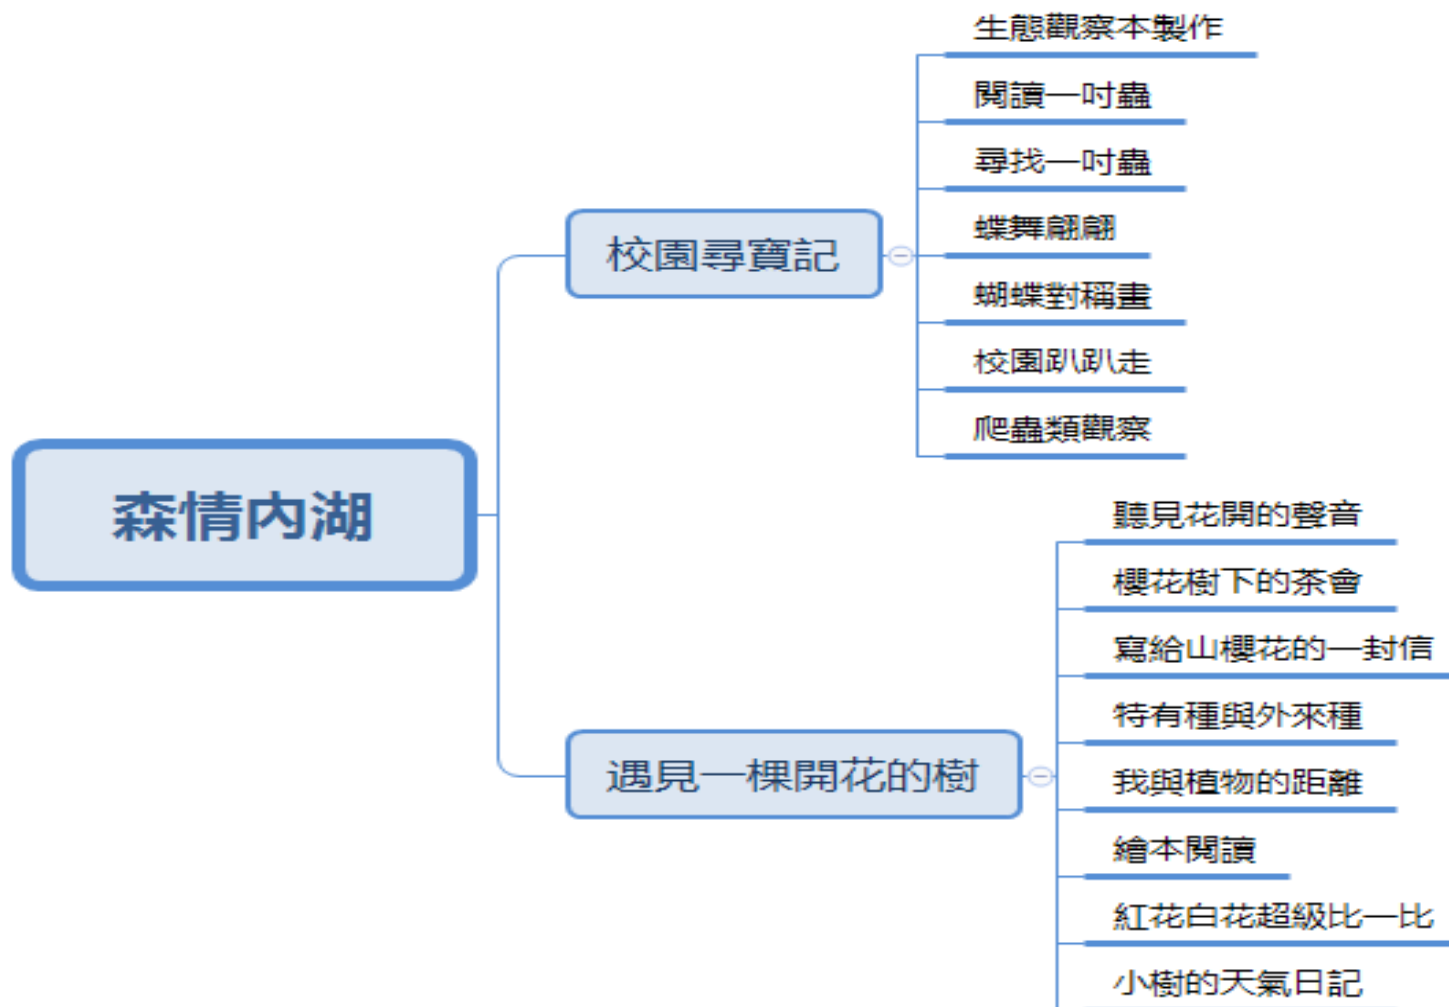 森情內湖
校園尋寶記
生態觀察本製作
閱讀一吋蟲
尋找一吋蟲
蝶舞翩翩
蝴蝶對稱畫
校園趴趴走
爬蟲類觀察
遇見一棵開花的樹
聽見花開的聲音
櫻花樹下的茶會
寫給山櫻花的一封信
特有種與外來種
我與植物的距離
繪本閱讀
紅花白花超級比一比
小樹的天氣日記